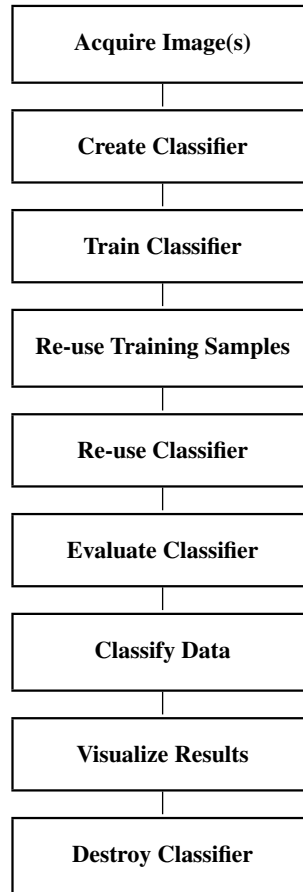 Acquire Image(s)
Create Classifier
Train Classifier
Re-use Training Samples
Re-use Classifier
Evaluate Classifier
Classify Data
Visualize Results
Destroy Classifier